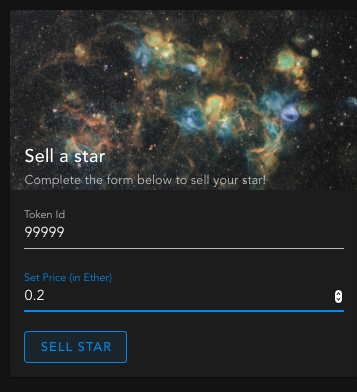 Sell a star
Complete the form below to sell your star!
Token Id
99999
Set Price (in Ether)
0.2
SELL STAR